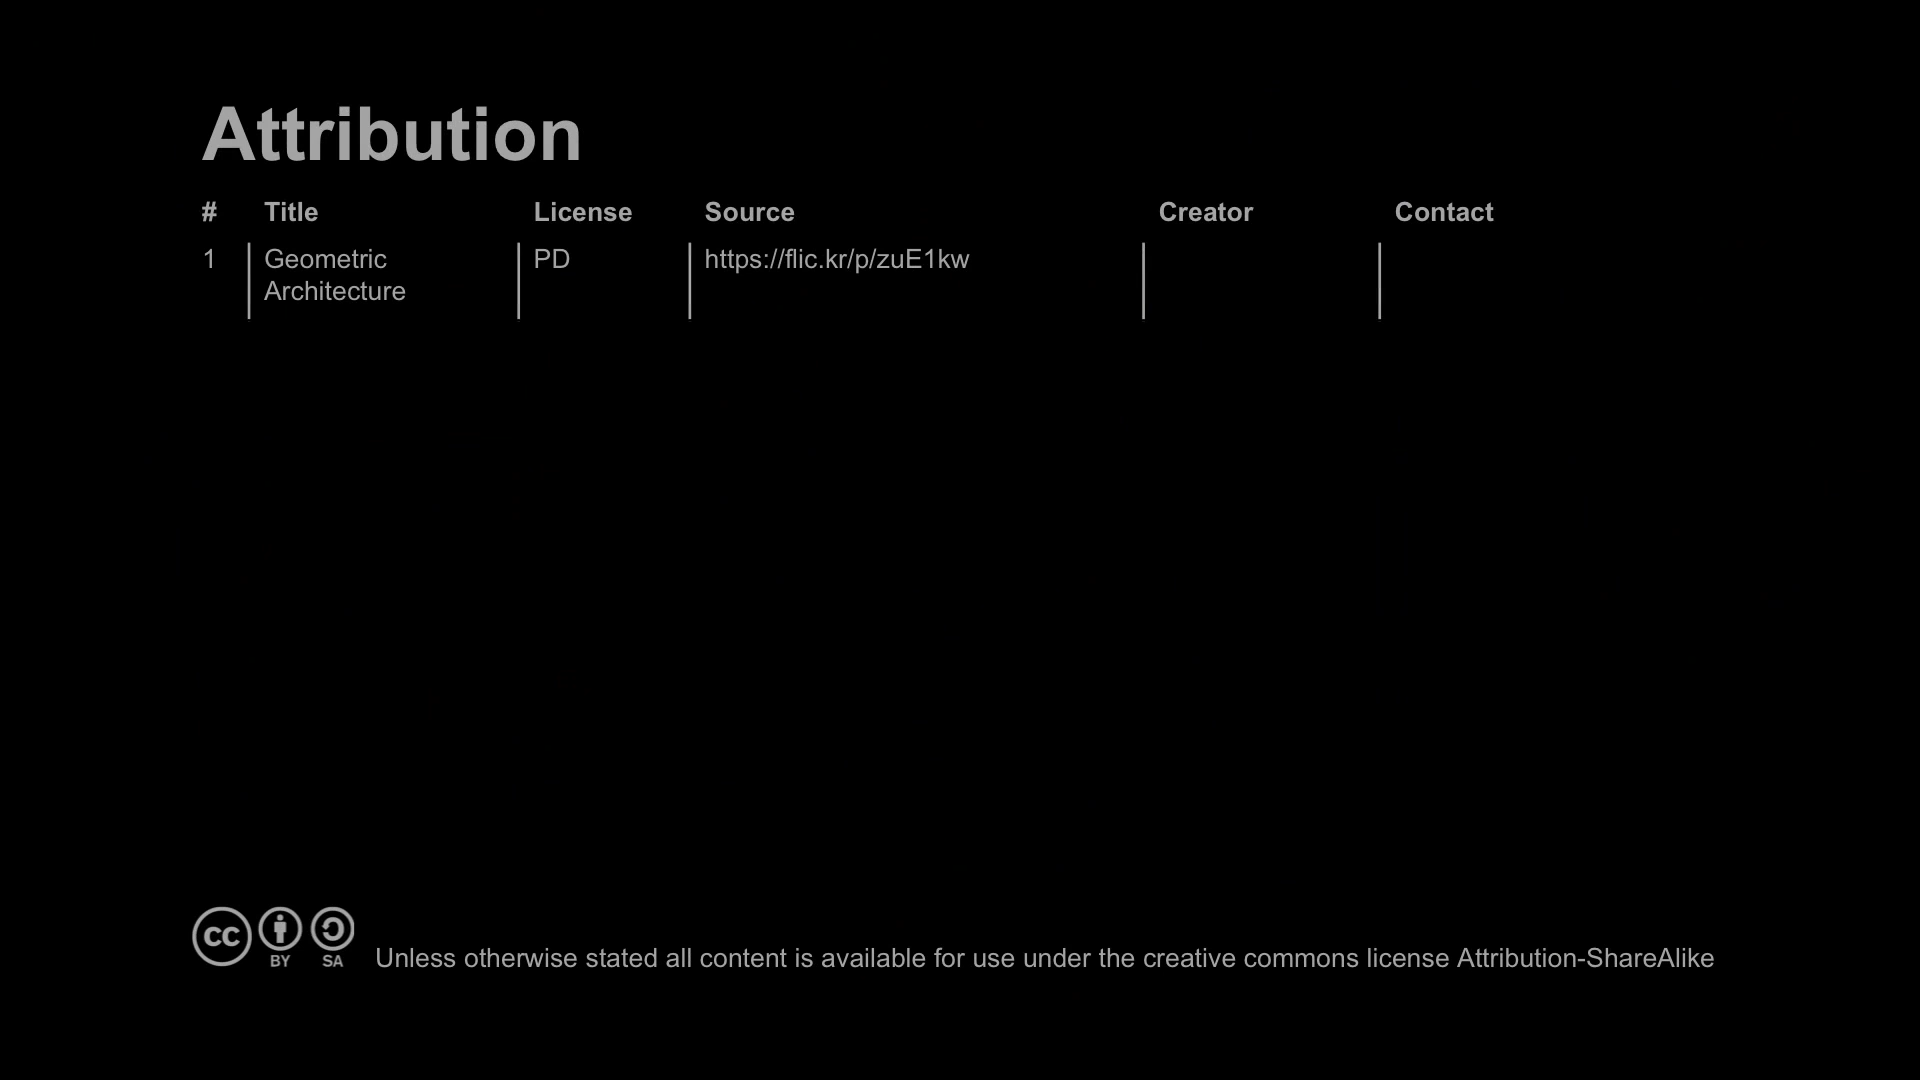 Attribution
# Title License Source Creator Contact
1 Geometric PD https://flic.kr/p/zuE1kw
Architecture
cc BY SA Unless otherwise stated all content is available for use under the creative commons license Attribution-ShareAlike